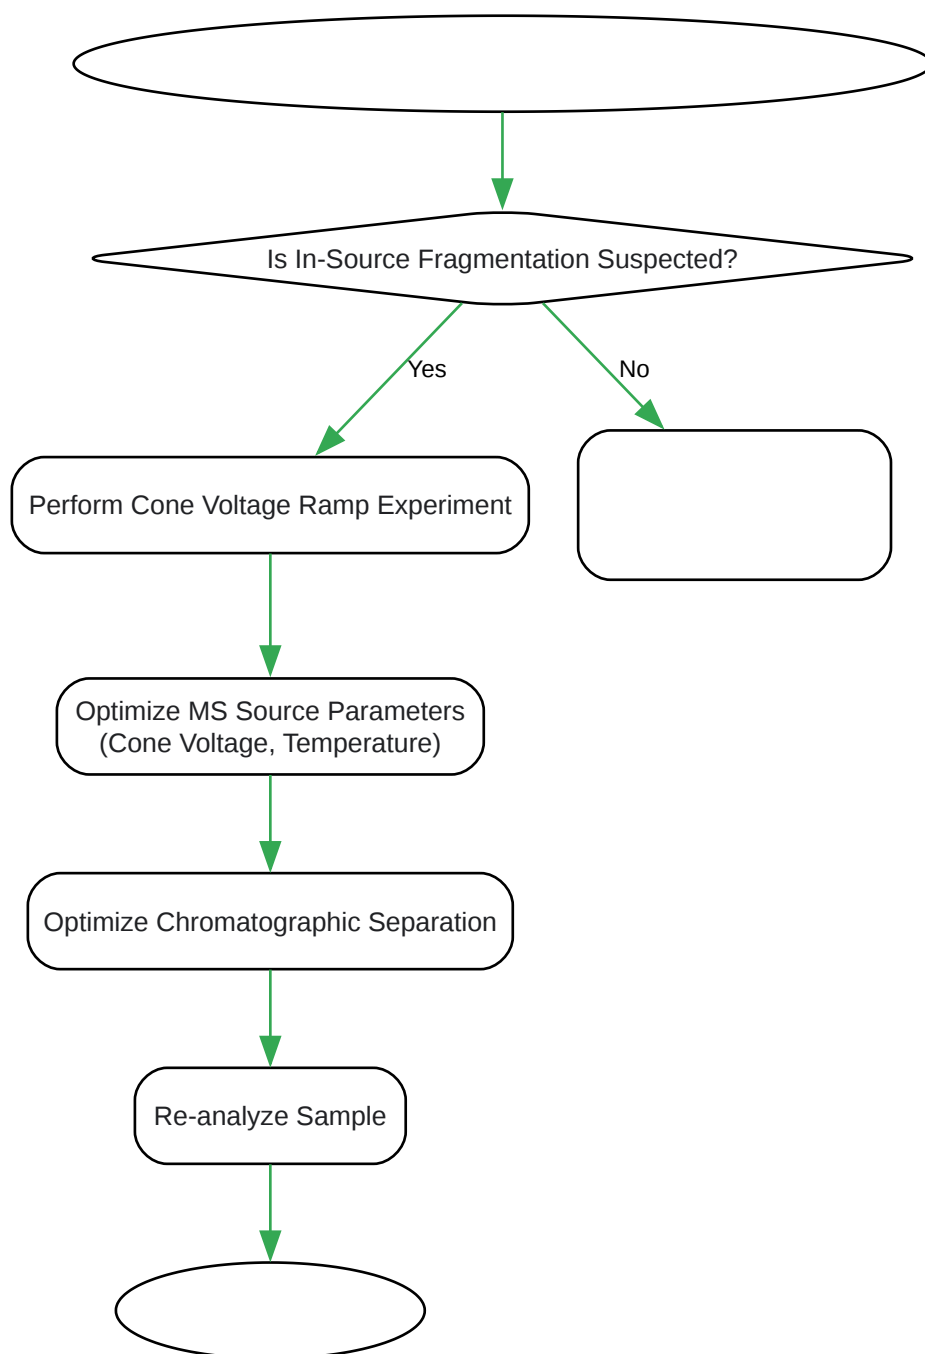 Is In-Source Fragmentation Suspected?
Yes
No
Perform Cone Voltage Ramp Experiment
Optimize MS Source Parameters
(Cone Voltage, Temperature)
Optimize Chromatographic Separation
Re-analyze Sample